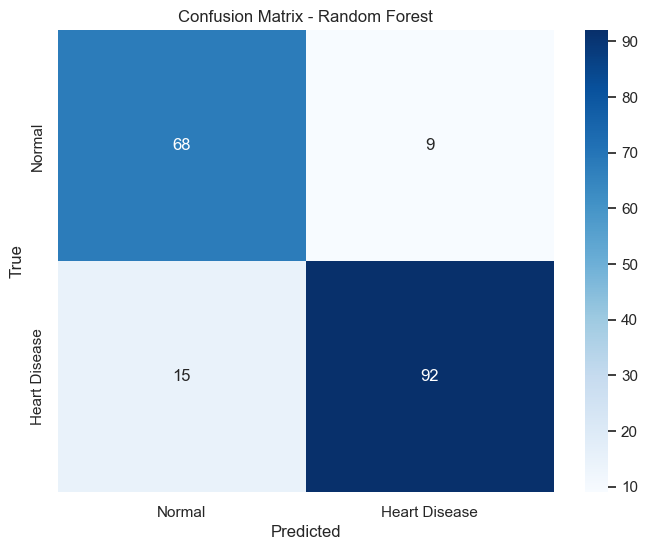 Confusion Matrix - Random Forest
True
Normal
Heart Disease
68
9
15
92
Normal
Heart Disease
Predicted
90
80
70
60
50
40
30
20
10